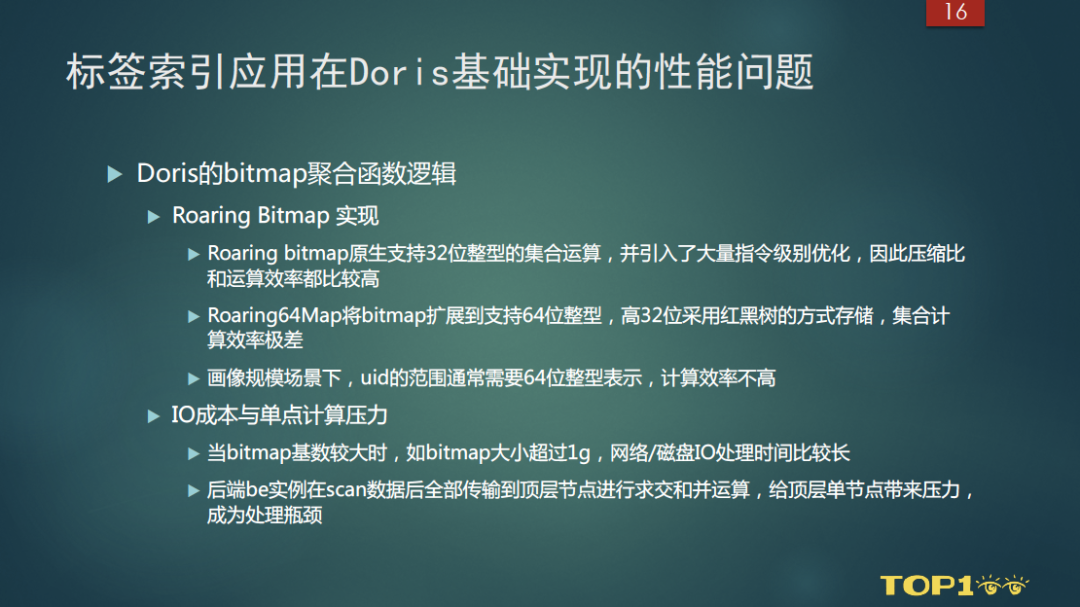 16
标签索引应用在Doris基础实现的性能问题
Doris的bitmap聚合函数逻辑
Roaring Bitmap 实现
Roaring bitmap原生支持32位整型的集合运算，并引入了大量指令级别优化，因此压缩比
和运算效率都比较高
Roaring64Map将bitmap扩展到支持64位整型，高32位采用红黑树的方式存储，集合计
算效率极差
画像规模场景下，uid的范围通常需要64位整型表示，计算效率不高
IO成本与单点计算压力
当bitmap基数较大时，如bitmap大小超过1g，网络/磁盘IO处理时间比较长
后端be实例在scan数据后全部传输到顶层节点进行求交和并运算，给顶层单节点带来压力，
成为处理瓶颈
TOP100